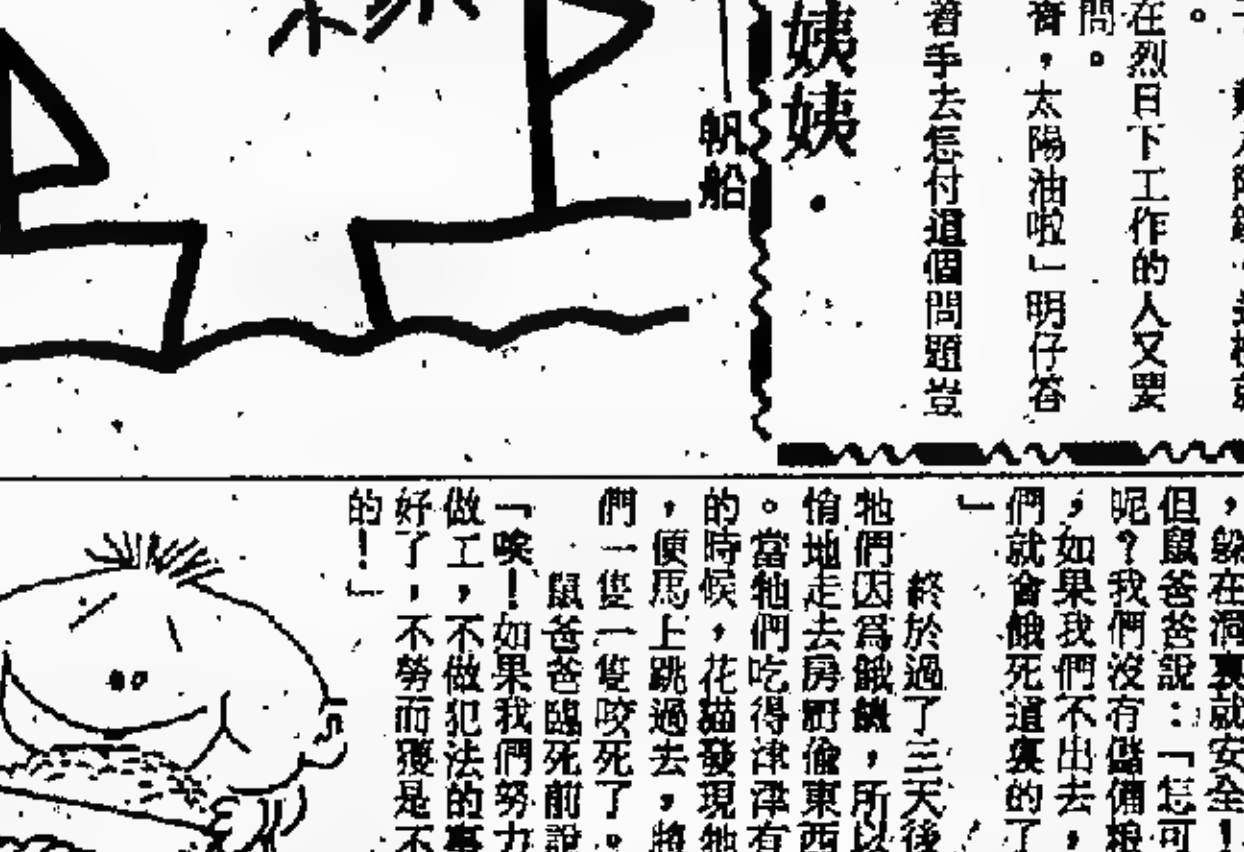 姨姨・
帆船
在烈日下工作的人又要
問。
膏，太陽油啦」明仔答
着手去怎付這個問題豈
，躲在洞裏就安全！
但鼠爸爸說：「怎可
呢？我們沒有儲備粮
，如果我們不出去，
們就會餓死這裏的了
」
終於過了三天後
牠們因爲餓饑，所以
悄地走去房廚偷東西
。當牠們吃得津津有
的時候，花貓發現牠
，便馬上跳過去，將
們一隻一隻咬死了。
鼠爸爸臨死前說
「唉！如果我們努力
做工，不做犯法的事
好了，不勞而獲是不
的！」